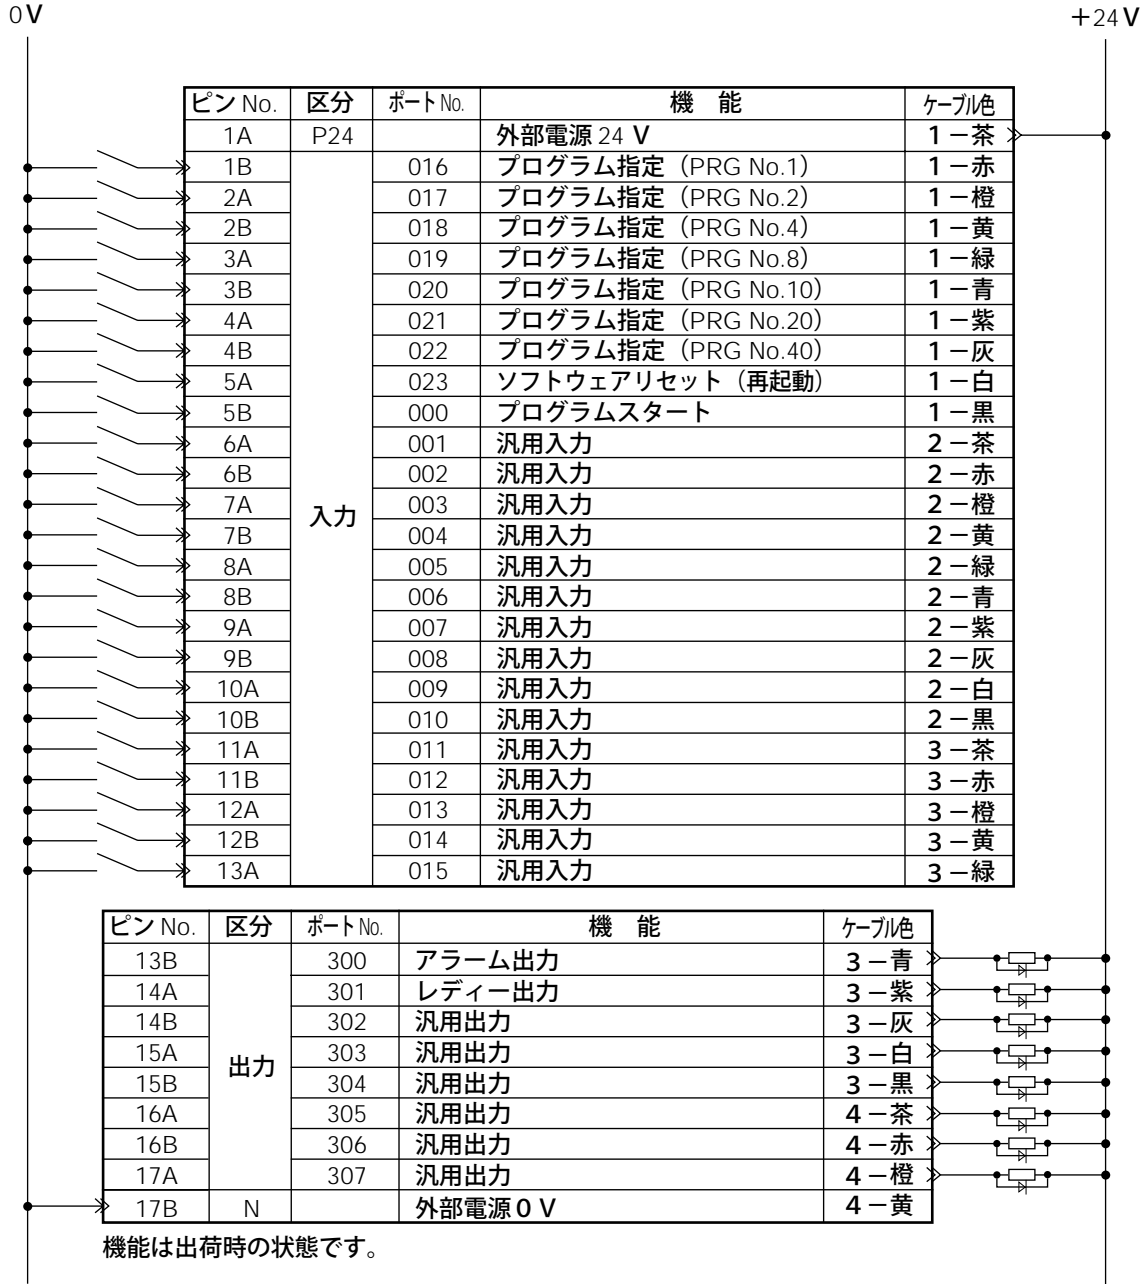 0V ＋24V
ピン No. 区分 ポート No. 機　能 ケーブル色
1A P24 外部電源 24 V 1－茶
1B 016 プログラム指定（PRG No.1） 1－赤
2A 017 プログラム指定（PRG No.2） 1－橙
2B 018 プログラム指定（PRG No.4） 1－黄
3A 019 プログラム指定（PRG No.8） 1－緑
3B 020 プログラム指定（PRG No.10） 1－青
4A 021 プログラム指定（PRG No.20） 1－紫
4B 022 プログラム指定（PRG No.40） 1－灰
5A 023 ソフトウェアリセット（再起動） 1－白
5B 000 プログラムスタート 1－黒
6A 001 汎用入力 2－茶
6B 002 汎用入力 2－赤
7A 入力 003 汎用入力 2－橙
7B 004 汎用入力 2－黄
8A 005 汎用入力 2－緑
8B 006 汎用入力 2－青
9A 007 汎用入力 2－紫
9B 008 汎用入力 2－灰
10A 009 汎用入力 2－白
10B 010 汎用入力 2－黒
11A 011 汎用入力 3－茶
11B 012 汎用入力 3－赤
12A 013 汎用入力 3－橙
12B 014 汎用入力 3－黄
13A 015 汎用入力 3－緑
ピン No. 区分 ポート No. 機　能 ケーブル色
13B 300 アラーム出力 3－青
14A 301 レディー出力 3－紫
14B 302 汎用出力 3－灰
15A 出力 303 汎用出力 3－白
15B 304 汎用出力 3－黒
16A 305 汎用出力 4－茶
16B 306 汎用出力 4－赤
17A 307 汎用出力 4－橙
17B N 外部電源０V 4－黄
機能は出荷時の状態です。